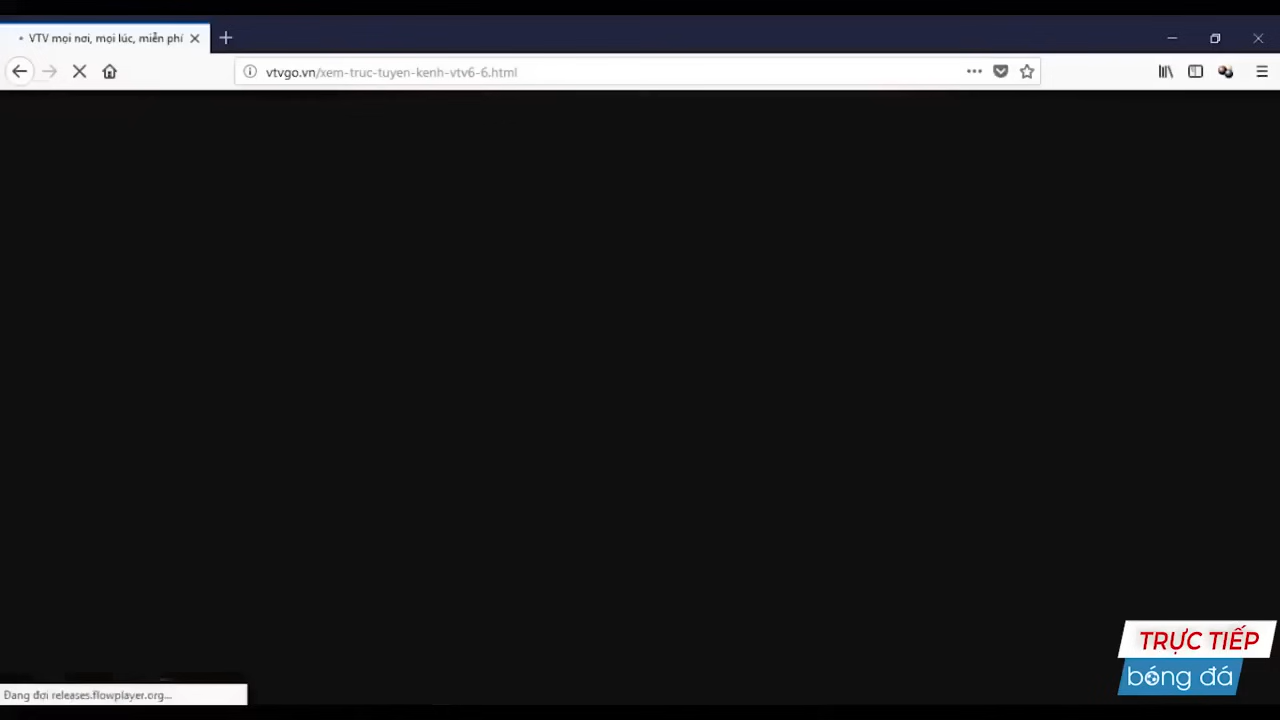 VTV mọi nơi, mọi lúc, miễn phí
vtvgo.vn/xem-truc-tuyen-kenh-vtv6-6.html
TRỰC TIẾP
bóng đá
Đang đợi releases.flowplayer.org...